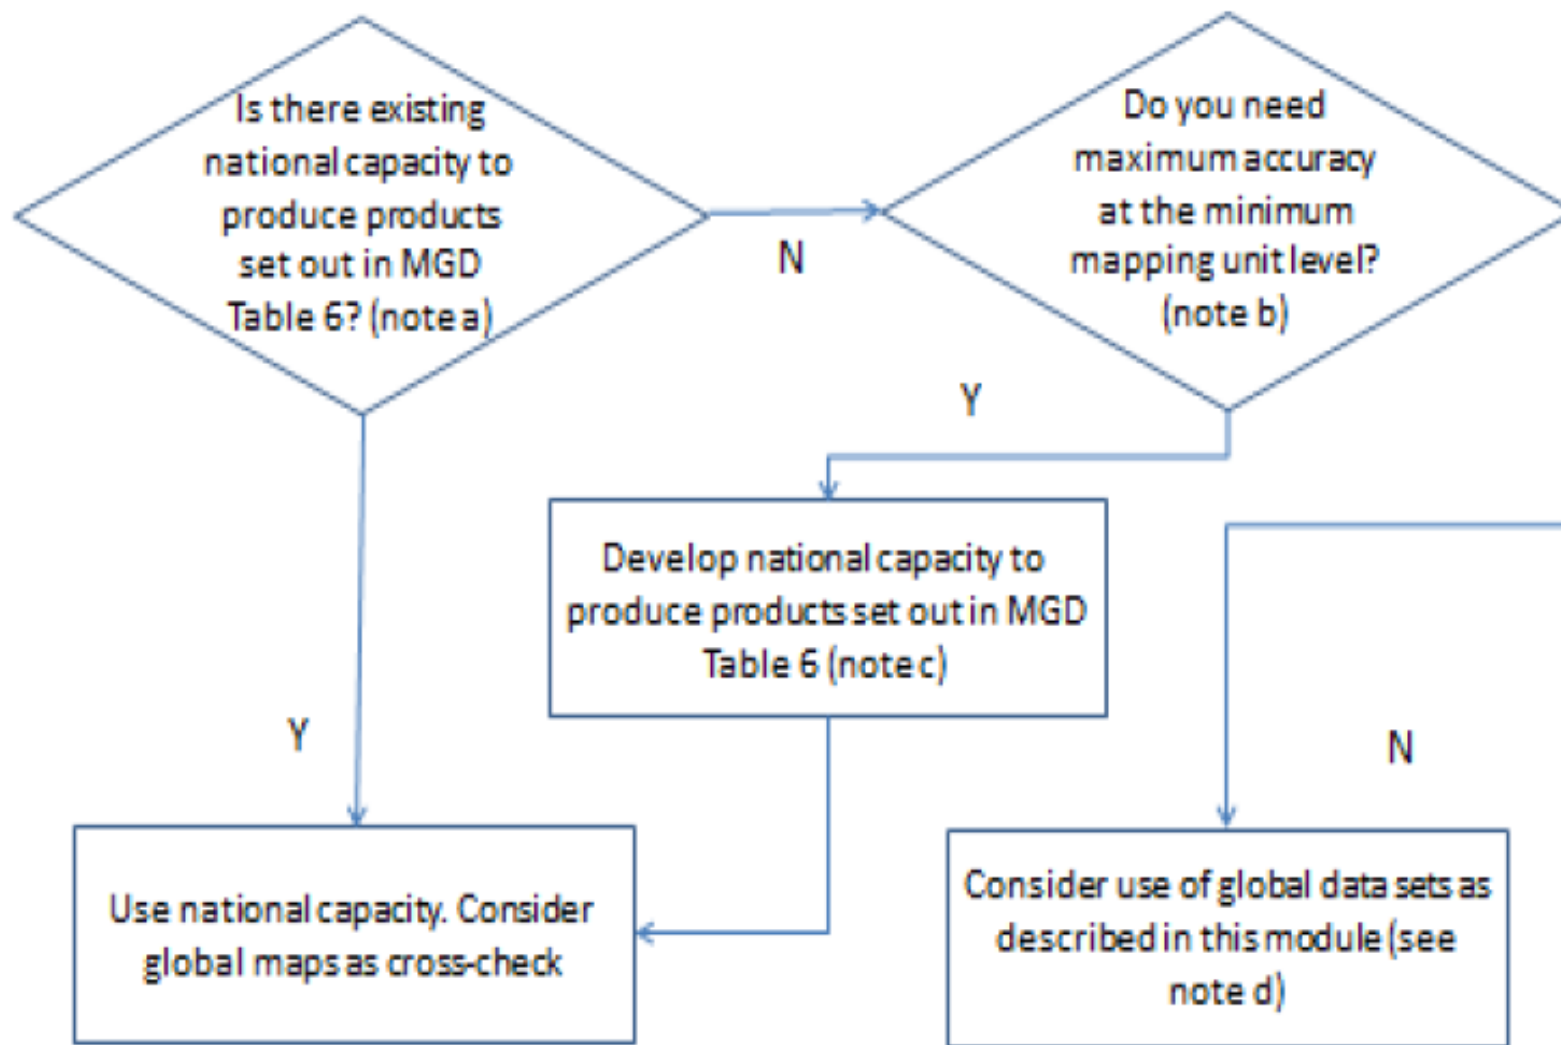 Is there existing
national capacity to
produce products
set out in MGD
Table 6? (note a)
N
Do you need
maximum accuracy
at the minimum
mapping unit level?
(note b)
Y
Develop national capacity to
produce products set out in MGD
Table 6 (note c)
Y
N
Use national capacity. Consider
global maps as cross-check
Consider use of global data sets as
described in this module (see
note d)